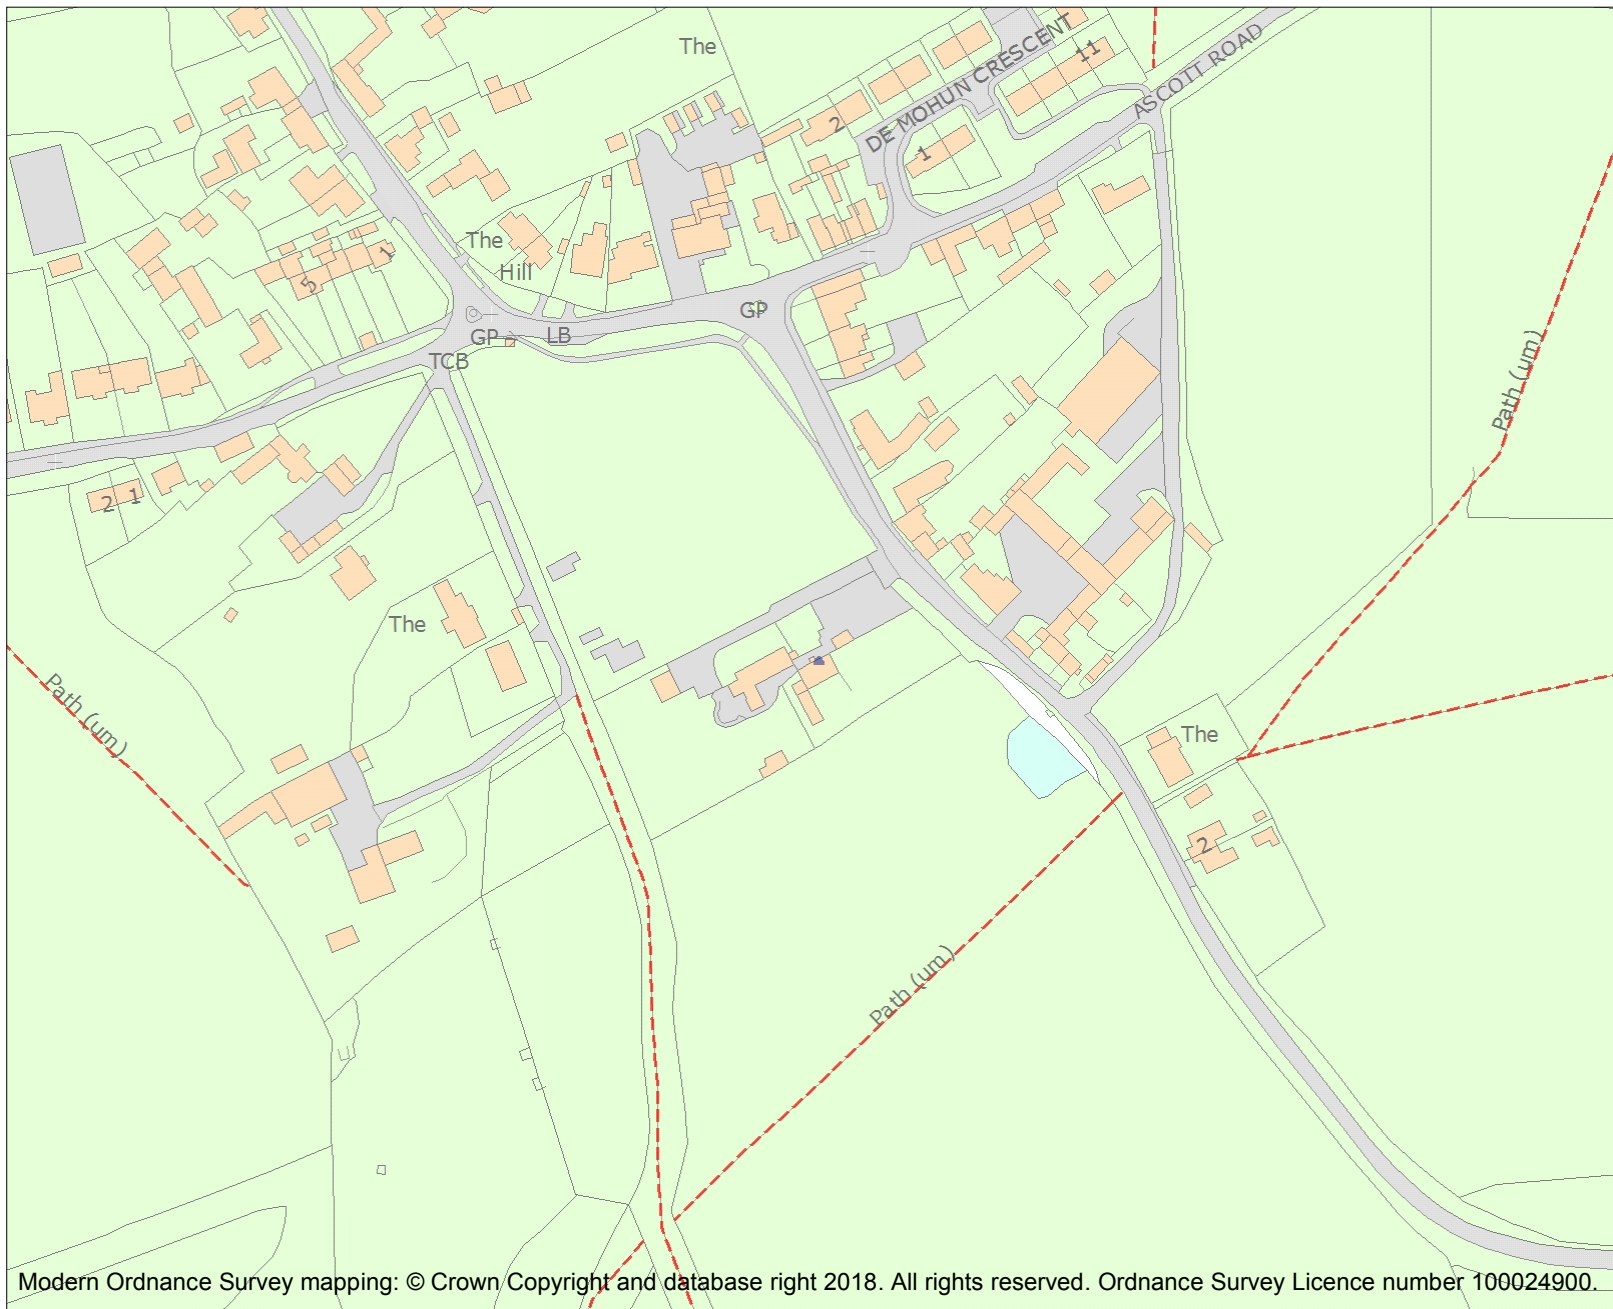 The
DE MOHUN CRESCENT
11
ASCOTT ROAD
2
1
The
Hill
1
5
GP
GP
LB
TCB
Path (um)
2 1
The
Path (um)
The
2
Path (um)
Modern Ordnance Survey mapping: © Crown Copyright and database right 2018. All rights reserved. Ordnance Survey Licence number 100024900.